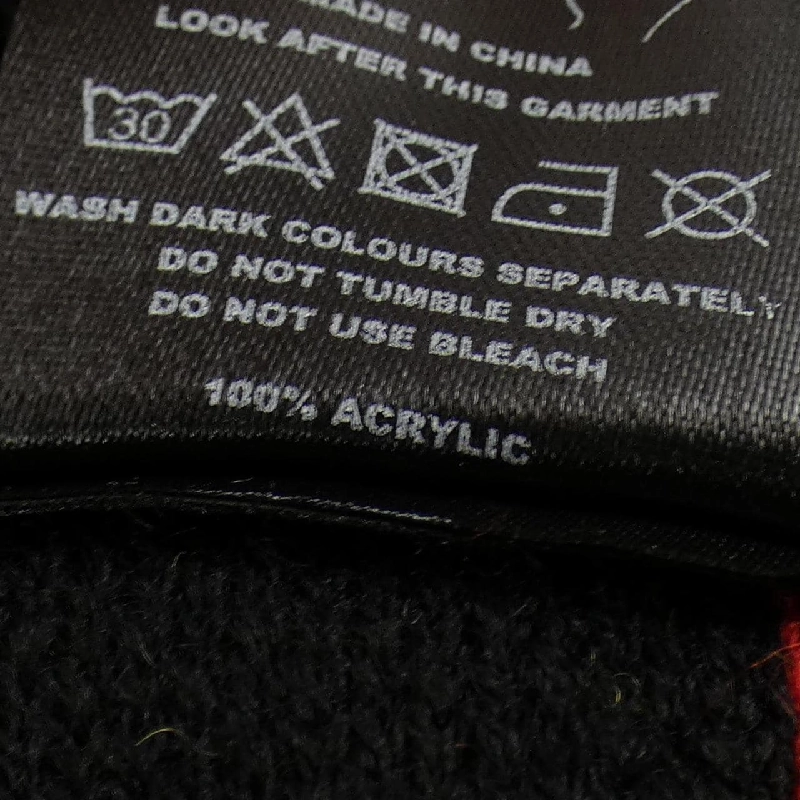 MADE IN CHINA
LOOK AFTER THIS GARMENT
30
WASH DARK COLOURS SEPARATELY
DO NOT TUMBLE DRY
DO NOT USE BLEACH
100% ACRYLIC